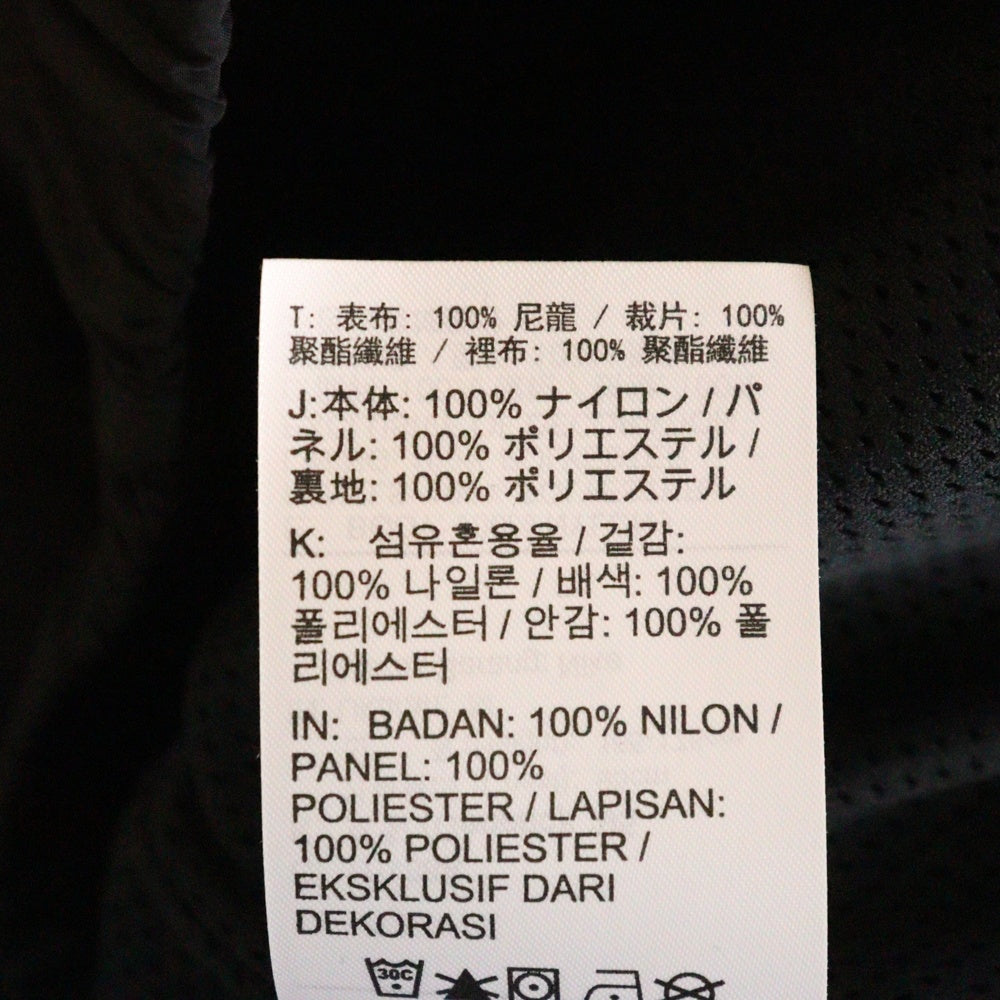 T: 表布: 100% 尼龍 / 裁片: 100%
聚酯纖維 / 裡布: 100% 聚酯纖維
J:本体: 100% ナイロン / パ
ネル: 100% ポリエステル /
裏地: 100% ポリエステル
K: 섬유혼용율 / 겉감:
100% 나일론 / 배색: 100%
폴리에스터 / 안감: 100% 폴
리에스터
IN: BADAN: 100% NILON /
PANEL: 100%
POLIESTER / LAPISAN:
100% POLIESTER /
EKSKLUSIF DARI
DEKORASI
30C